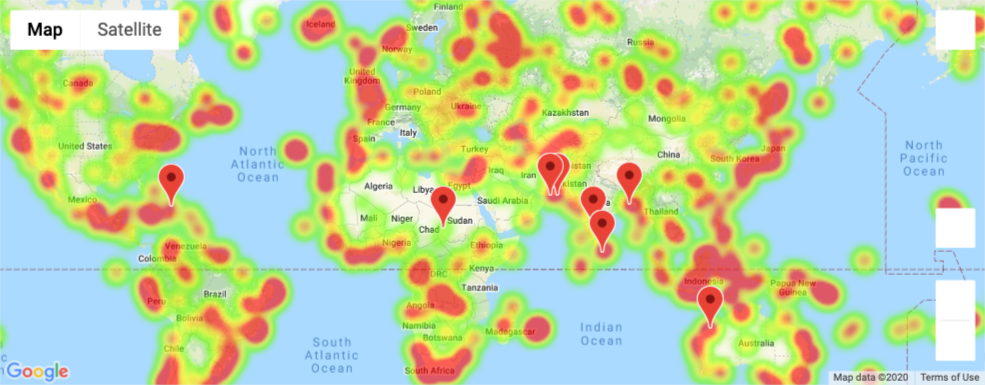 Map
Satellite
Iceland
Finland
Sweden
Norway
Russia
Canada
United
Kingdom
Poland
Germany
Ukraine
Kazakhstan
Mongolia
France
Italy
Spain
Turkey
United States
North
Atlantic
Ocean
China
Japan
South Korea
North
Pacific
Ocean
Iraq
Iran
istan
kistan
Algeria
Libya
Egypt
Saudi Arabia
Mexico
Mali
Niger
Sudan
Chad
Thailand
Nigeria
Ethiopia
Venezuela
Colombia
DRC
Kenya
Indonesia
Papua New
Guinea
Tanzania
Brazil
Peru
Angola
Bolivia
Namibia
Botswana
Madagascar
Indian
Ocean
South
Atlantic
Ocean
Chile
Australia
South Africa
Google
Map data ©2020
Terms of Use